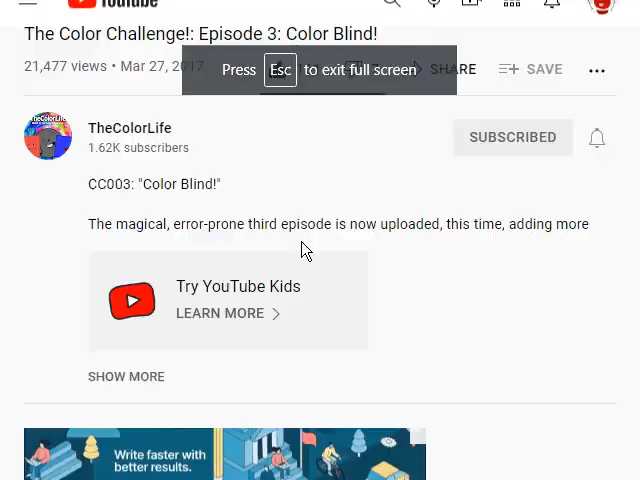 YouTube
The Color Challenge!: Episode 3: Color Blind!
21,477 views • Mar 27, 2017
Press Esc to exit full screen
SHARE
SAVE
TheColorLife
1.62K subscribers
SUBSCRIBED
CC003: "Color Blind!"
The magical, error-prone third episode is now uploaded, this time, adding more
Try YouTube Kids
LEARN MORE
SHOW MORE
Write faster with
better results.